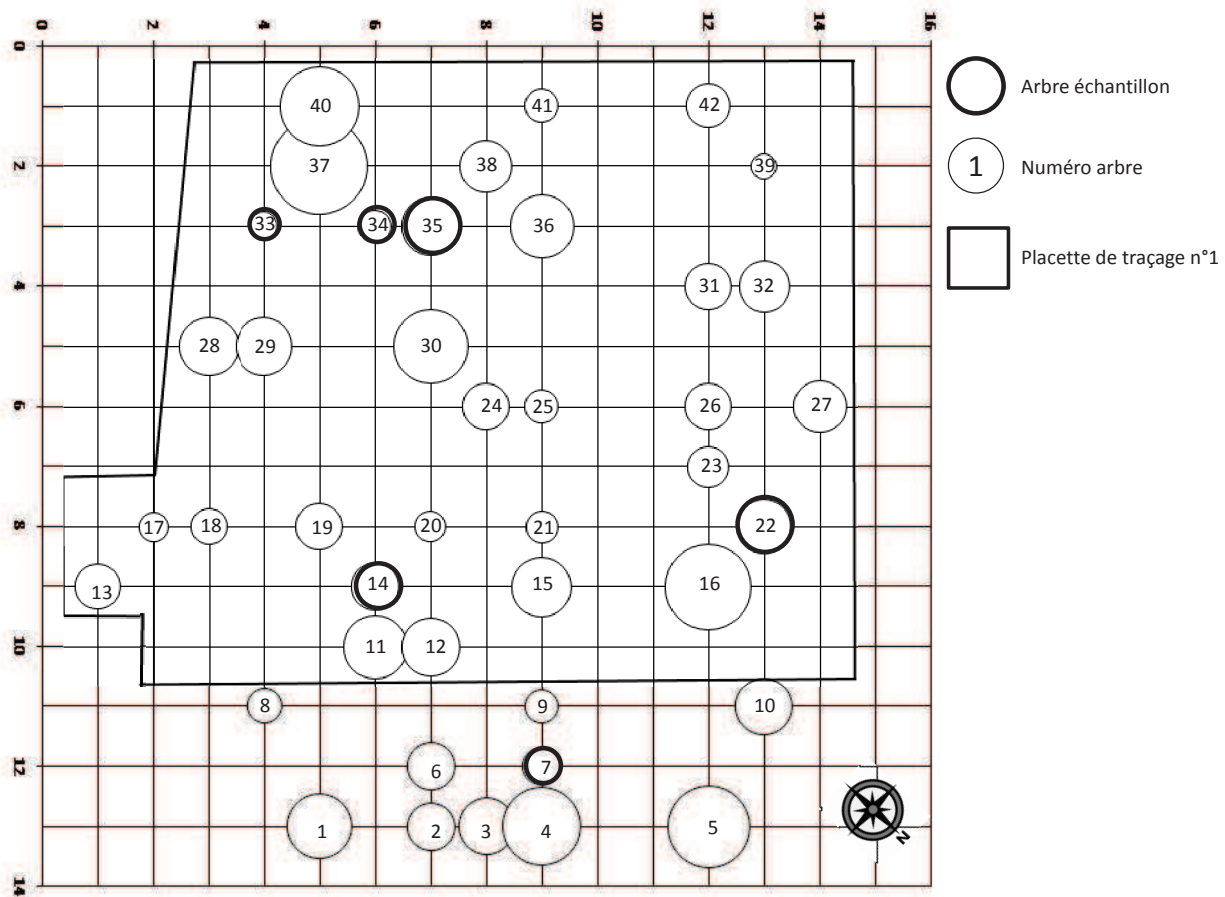 0 2 4 6 8 10 12 14 16
0
40 41 42
Arbre échantillon
2
37 38 39
1 Numéro arbre
33 34 35 36
Placette de traçage n°1
4
31 32
28 29 30
6
24 25 26 27
23
8
17 18 19 20 21 22
13 14 15 16
10
11 12
8 9 10
12
6 7
1 2 3 4 5
N
14